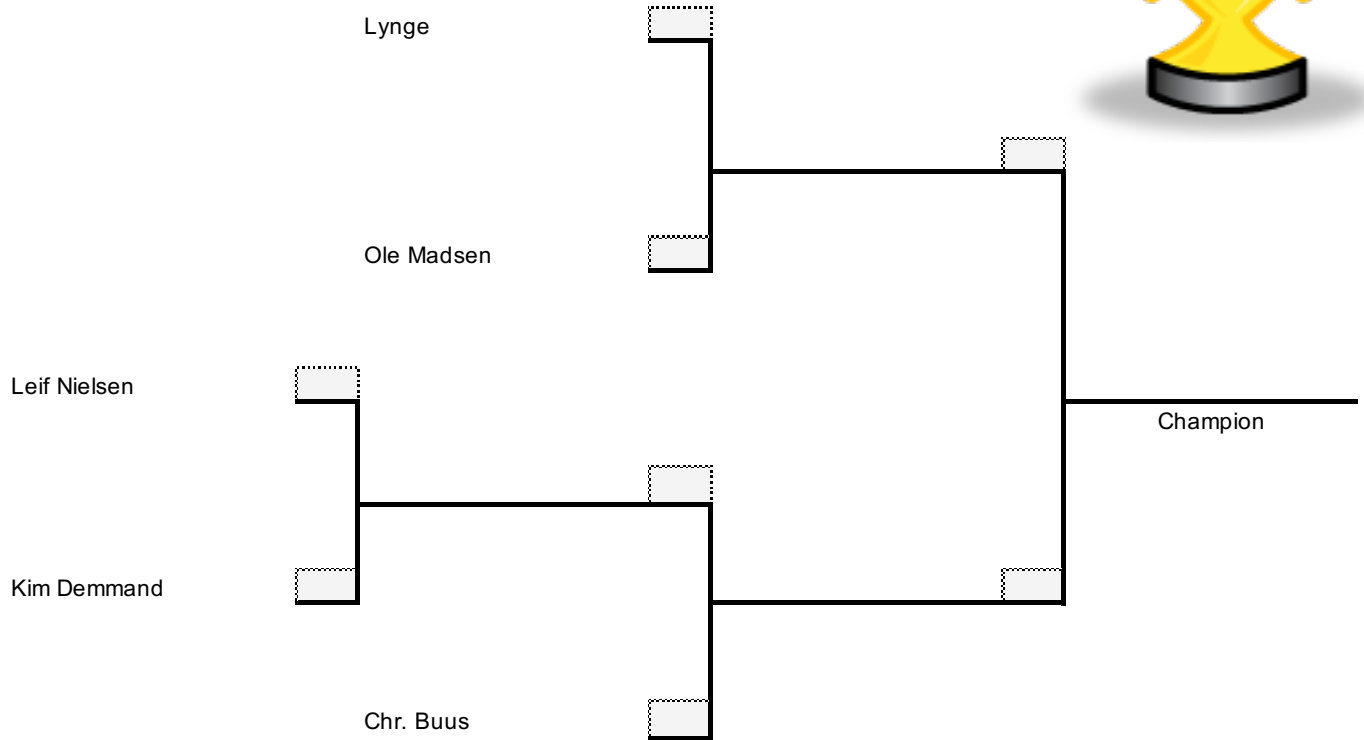 Lynge
Ole Madsen
Leif Nielsen
Champion
Kim Demmand
Chr. Buus